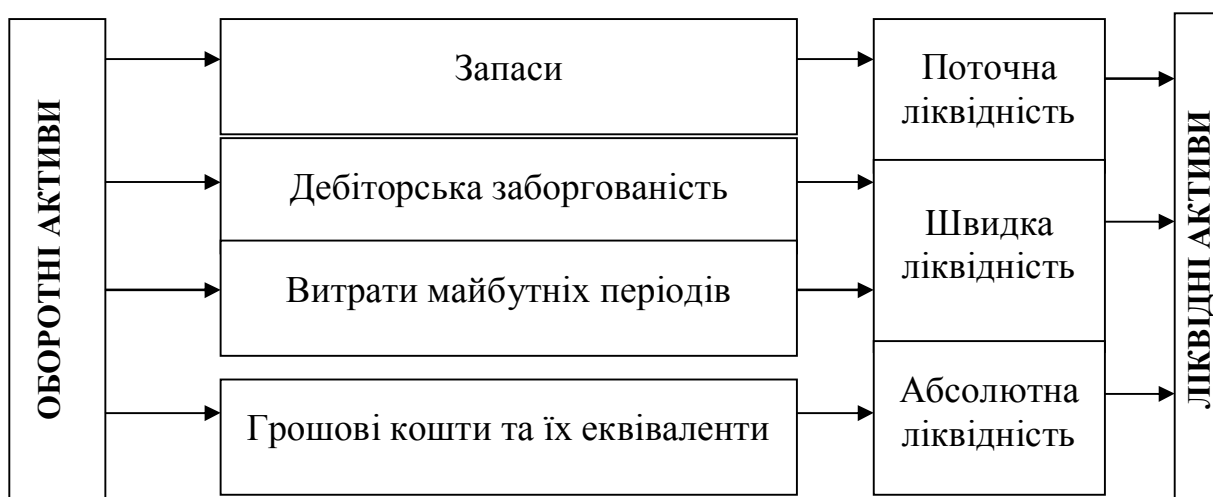 ОБОРОТНІ АКТИВИ
Запаси
Дебіторська заборгованість
Витрати майбутніх періодів
Грошові кошти та їх еквіваленти
Поточна
ліквідність
Швидка
ліквідність
Абсолютна
ліквідність
ЛІКВІДНІ АКТИВИ